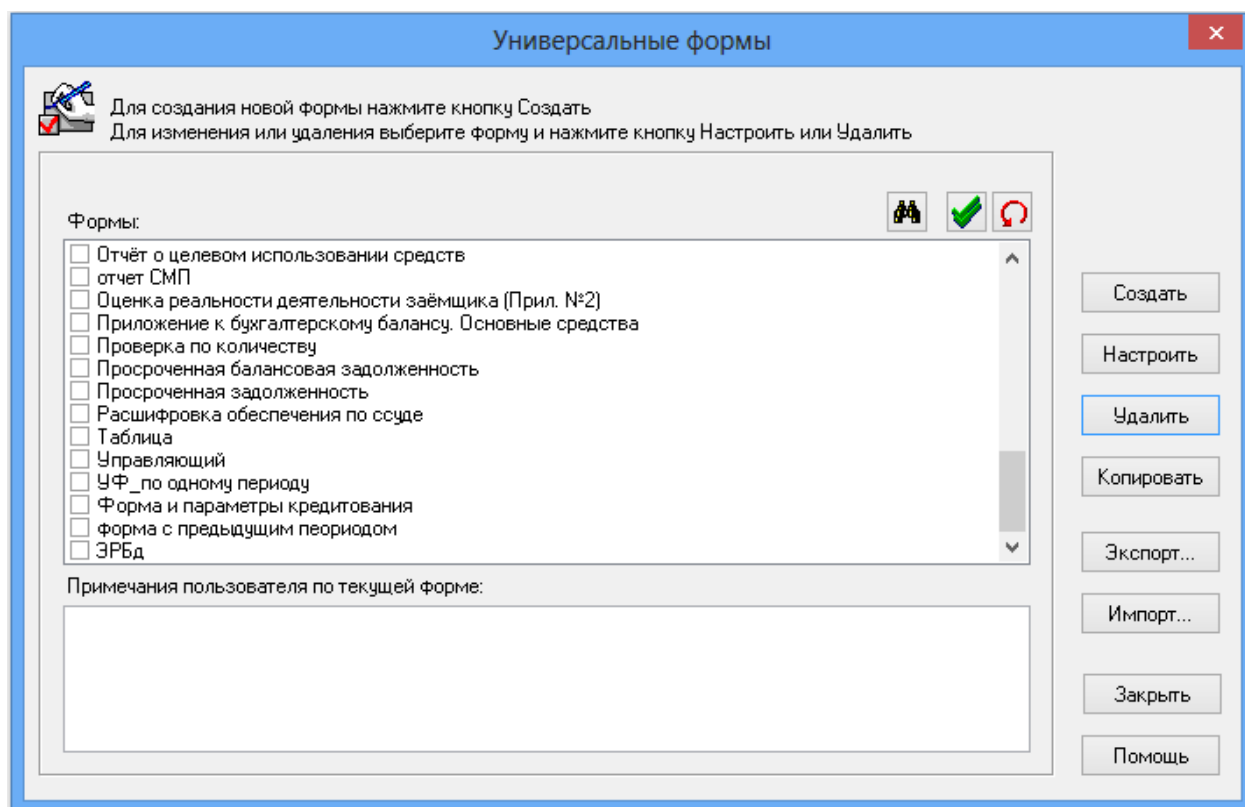 Универсальные формы
Для создания новой формы нажмите кнопку Создать
Для изменения или удаления выберите форму и нажмите кнопку Настроить или Удалить
Формы:
Отчёт о целевом использовании средств
отчет СМП
Оценка реальности деятельности заёмщика (Прил. №2)
Приложение к бухгалтерскому балансу. Основные средства
Проверка по количеству
Просроченная балансовая задолженность
Просроченная задолженность
Расшифровка обеспечения по ссуде
Таблица
Управляющий
УФ_по одному периоду
Форма и параметры кредитования
форма с предыдущим пеориодом
ЭРБд
Примечания пользователя по текущей форме:
Создать
Настроить
Удалить
Копировать
Экспорт...
Импорт...
Закрыть
Помощь